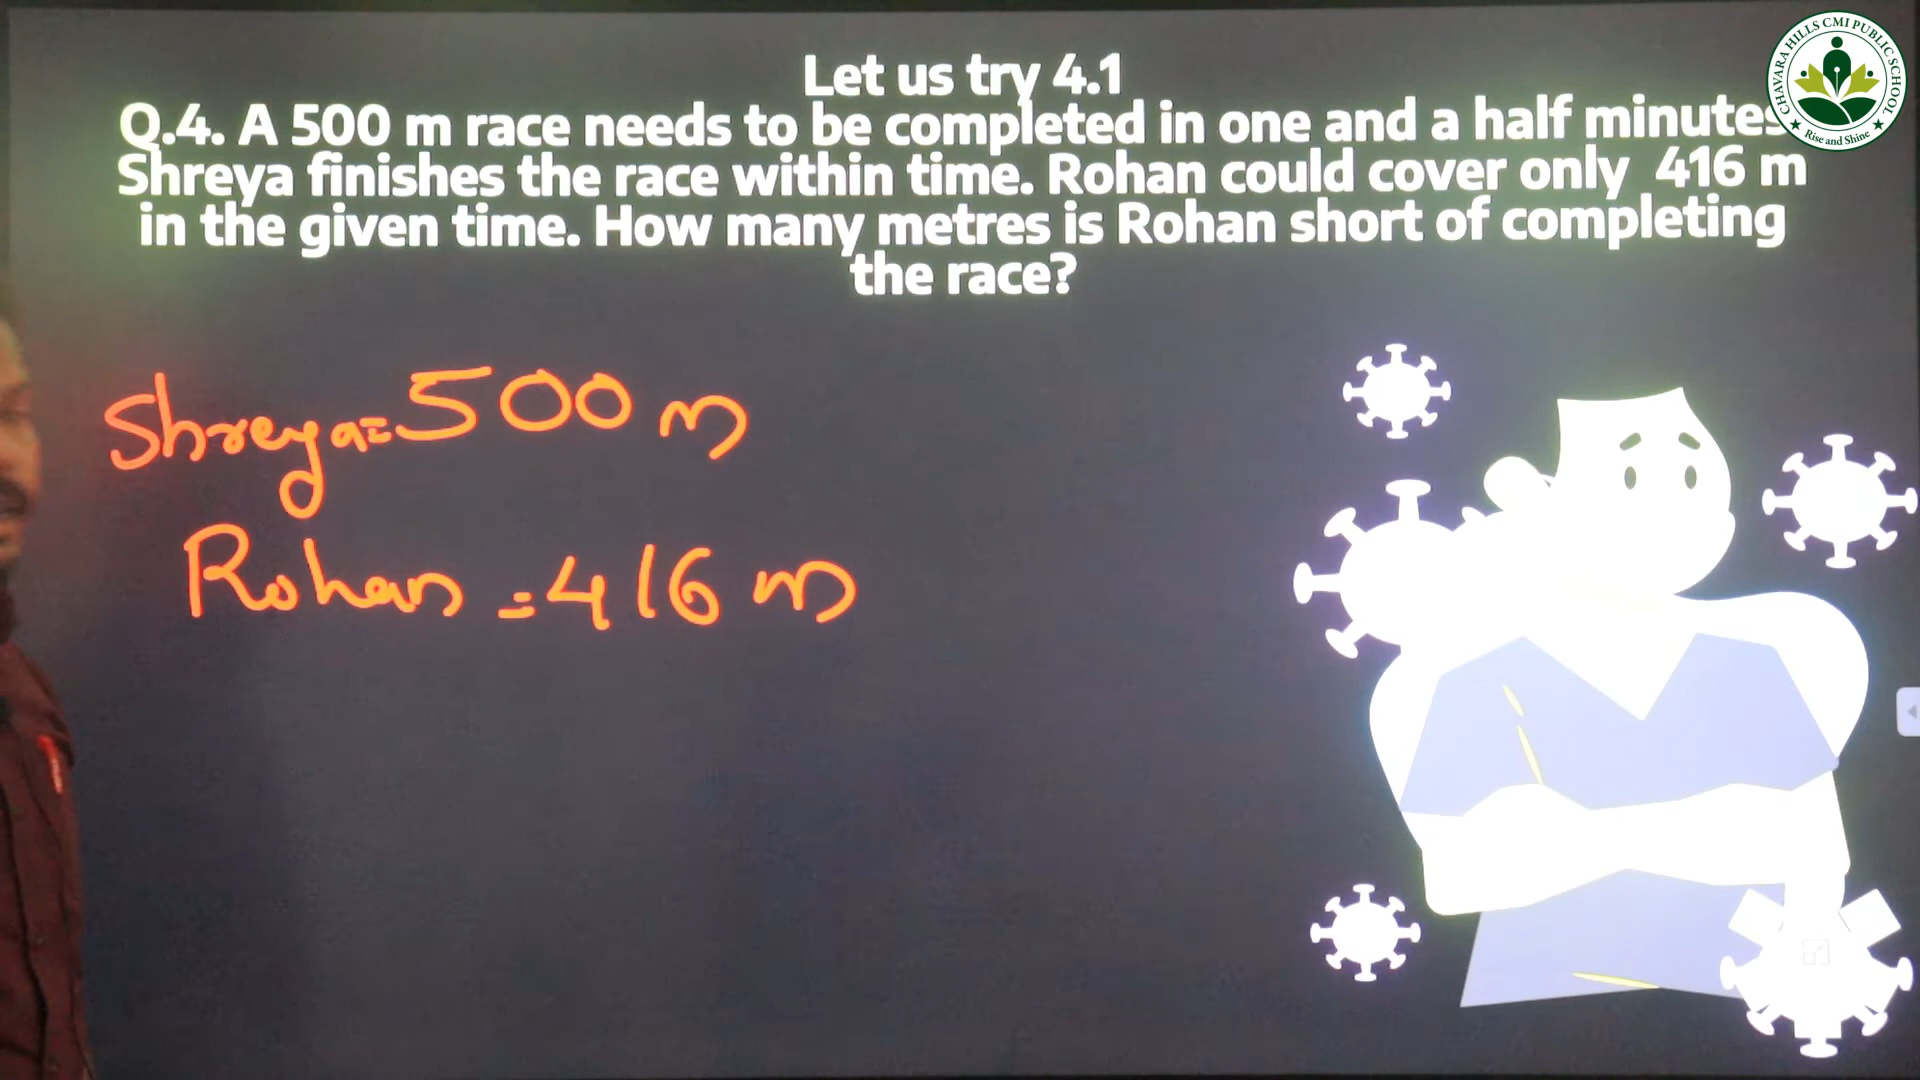 Let us try 4.1
Q.4. A 500 m race needs to be completed in one and a half minutes
Shreya finishes the race within time. Rohan could cover only 416 m
in the given time. How many metres is Rohan short of completing
the race?
Shreya = 500 m
Rohan = 416 m
CHAVARA HILLS CMI PUBLIC SCHOOL
Rise and Shine